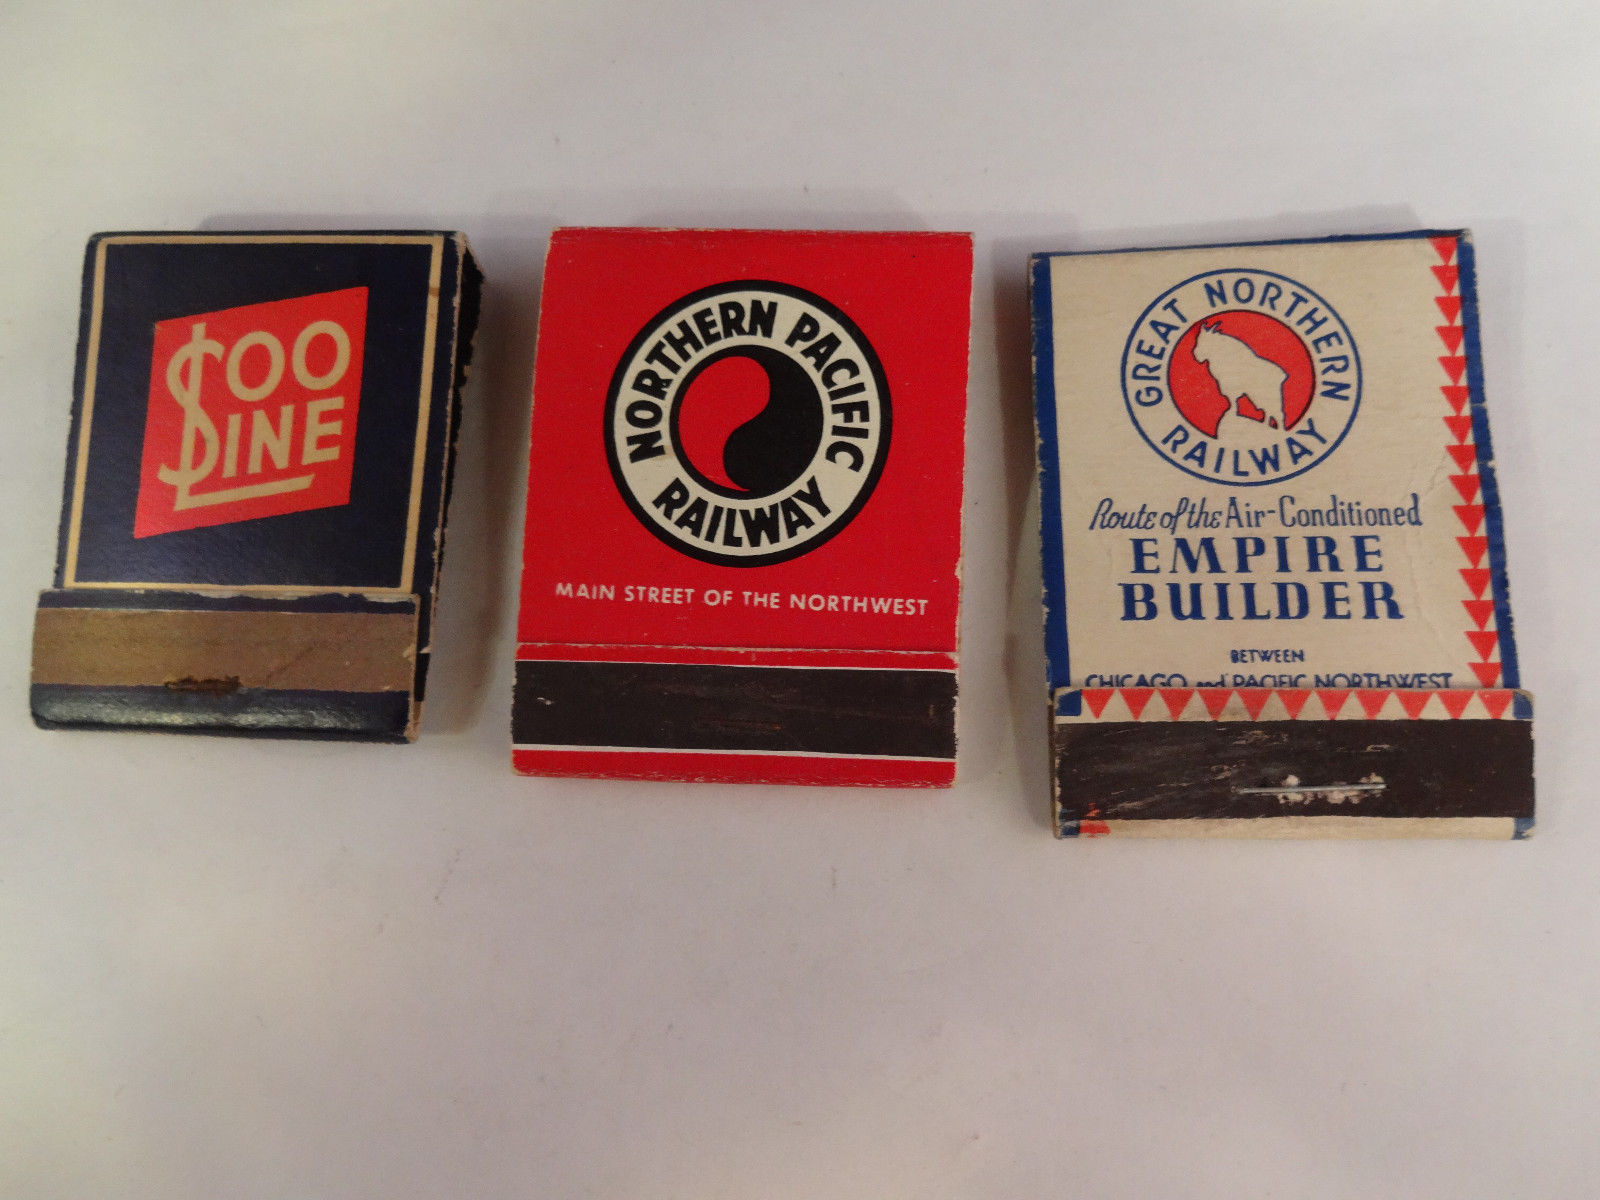 $OO
LINE
NORTHERN PACIFIC
RAILWAY
MAIN STREET OF THE NORTHWEST
GREAT NORTHERN
RAILWAY
Route of the Air-Conditioned
EMPIRE
BUILDER
BETWEEN
CHICAGO and PACIFIC NORTHWEST